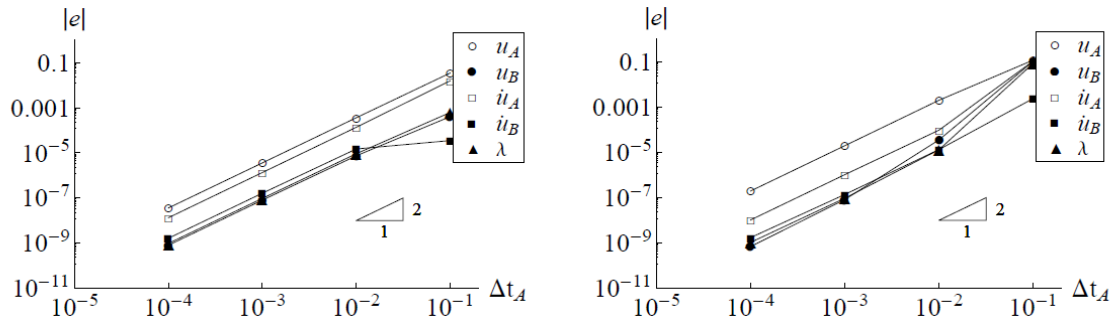 |e|
0.1
0.001
10⁻⁵
10⁻⁷
10⁻⁹
10⁻¹¹
10⁻⁵ 10⁻⁴ 10⁻³ 10⁻² 10⁻¹ Δt_A
u_A
u_B
u̇_A
u̇_B
λ
2
1
|e|
0.1
0.001
10⁻⁵
10⁻⁷
10⁻⁹
10⁻¹¹
10⁻⁵ 10⁻⁴ 10⁻³ 10⁻² 10⁻¹ Δt_A
u_A
u_B
u̇_A
u̇_B
λ
2
1